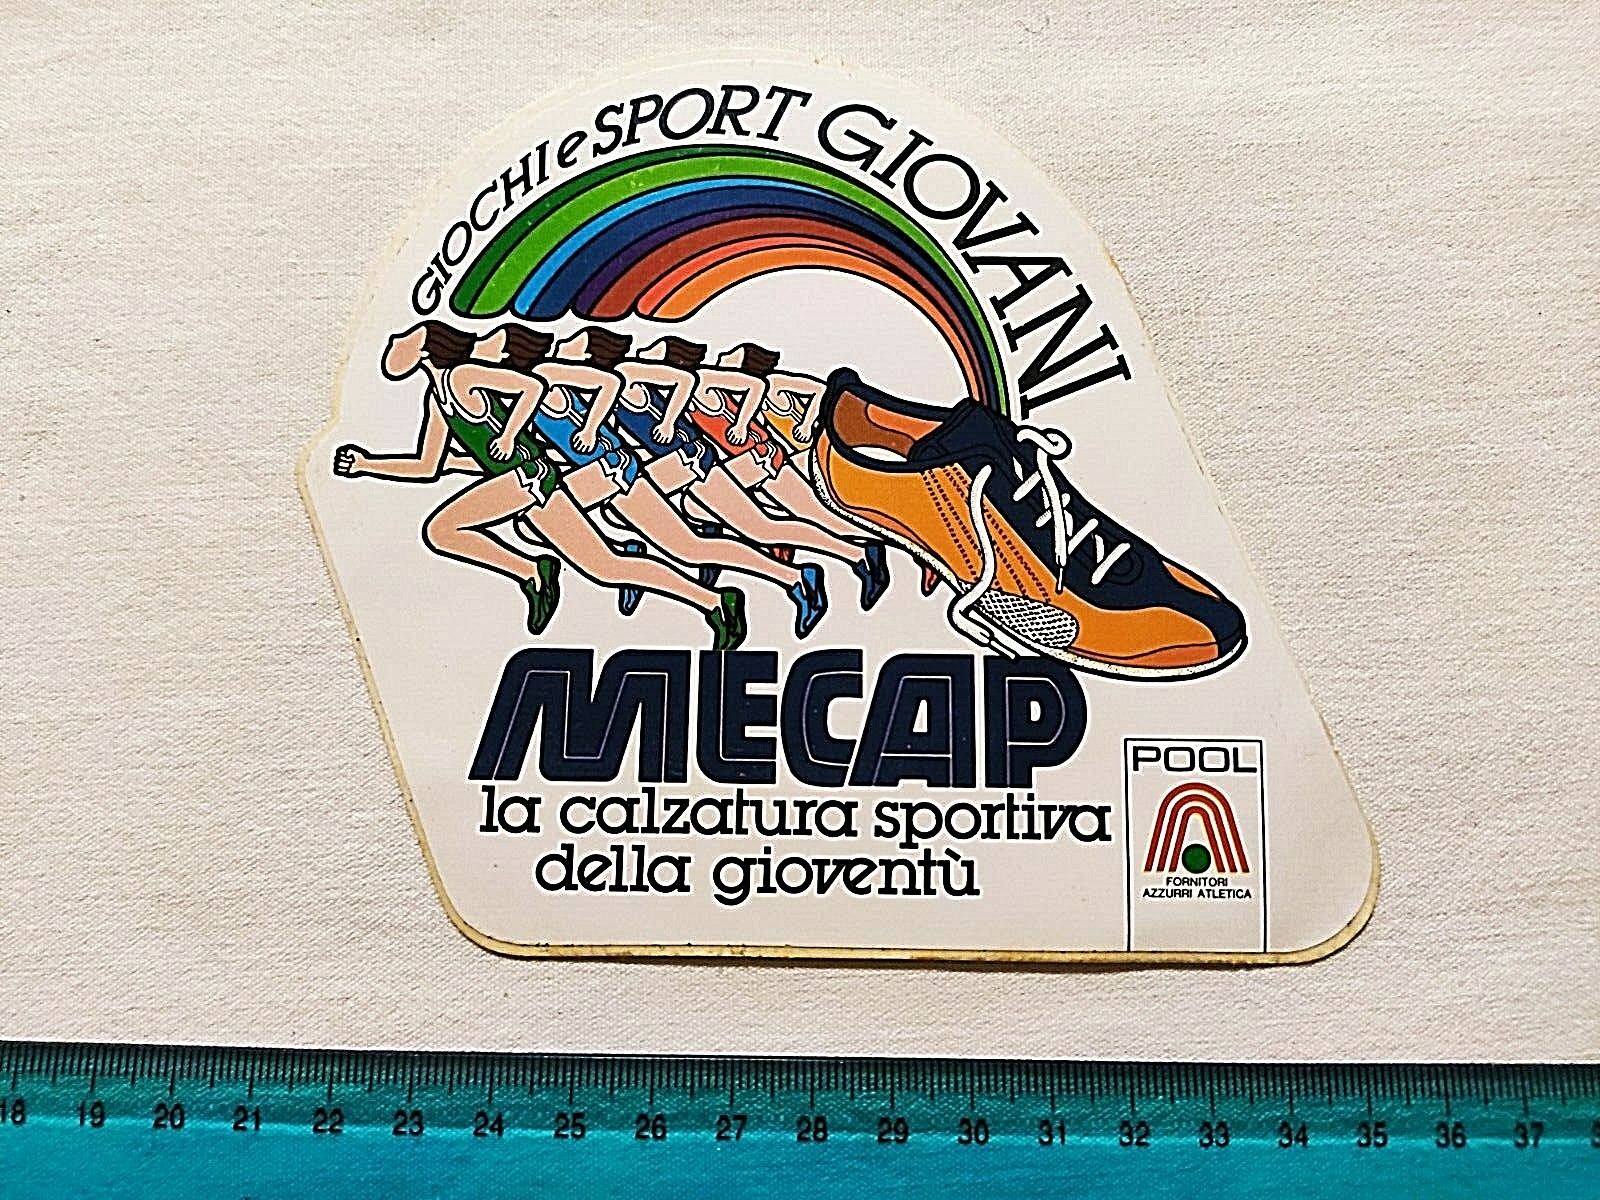 GIOCHI e SPORT GIOVANI
MECAP
la calzatura sportiva
della gioventù
POOL
FORNITORI
AZZURRI ATLETICA
18 19 20 21 22 23 24 25 26 27 28 29 30 31 32 33 34 35 36 37